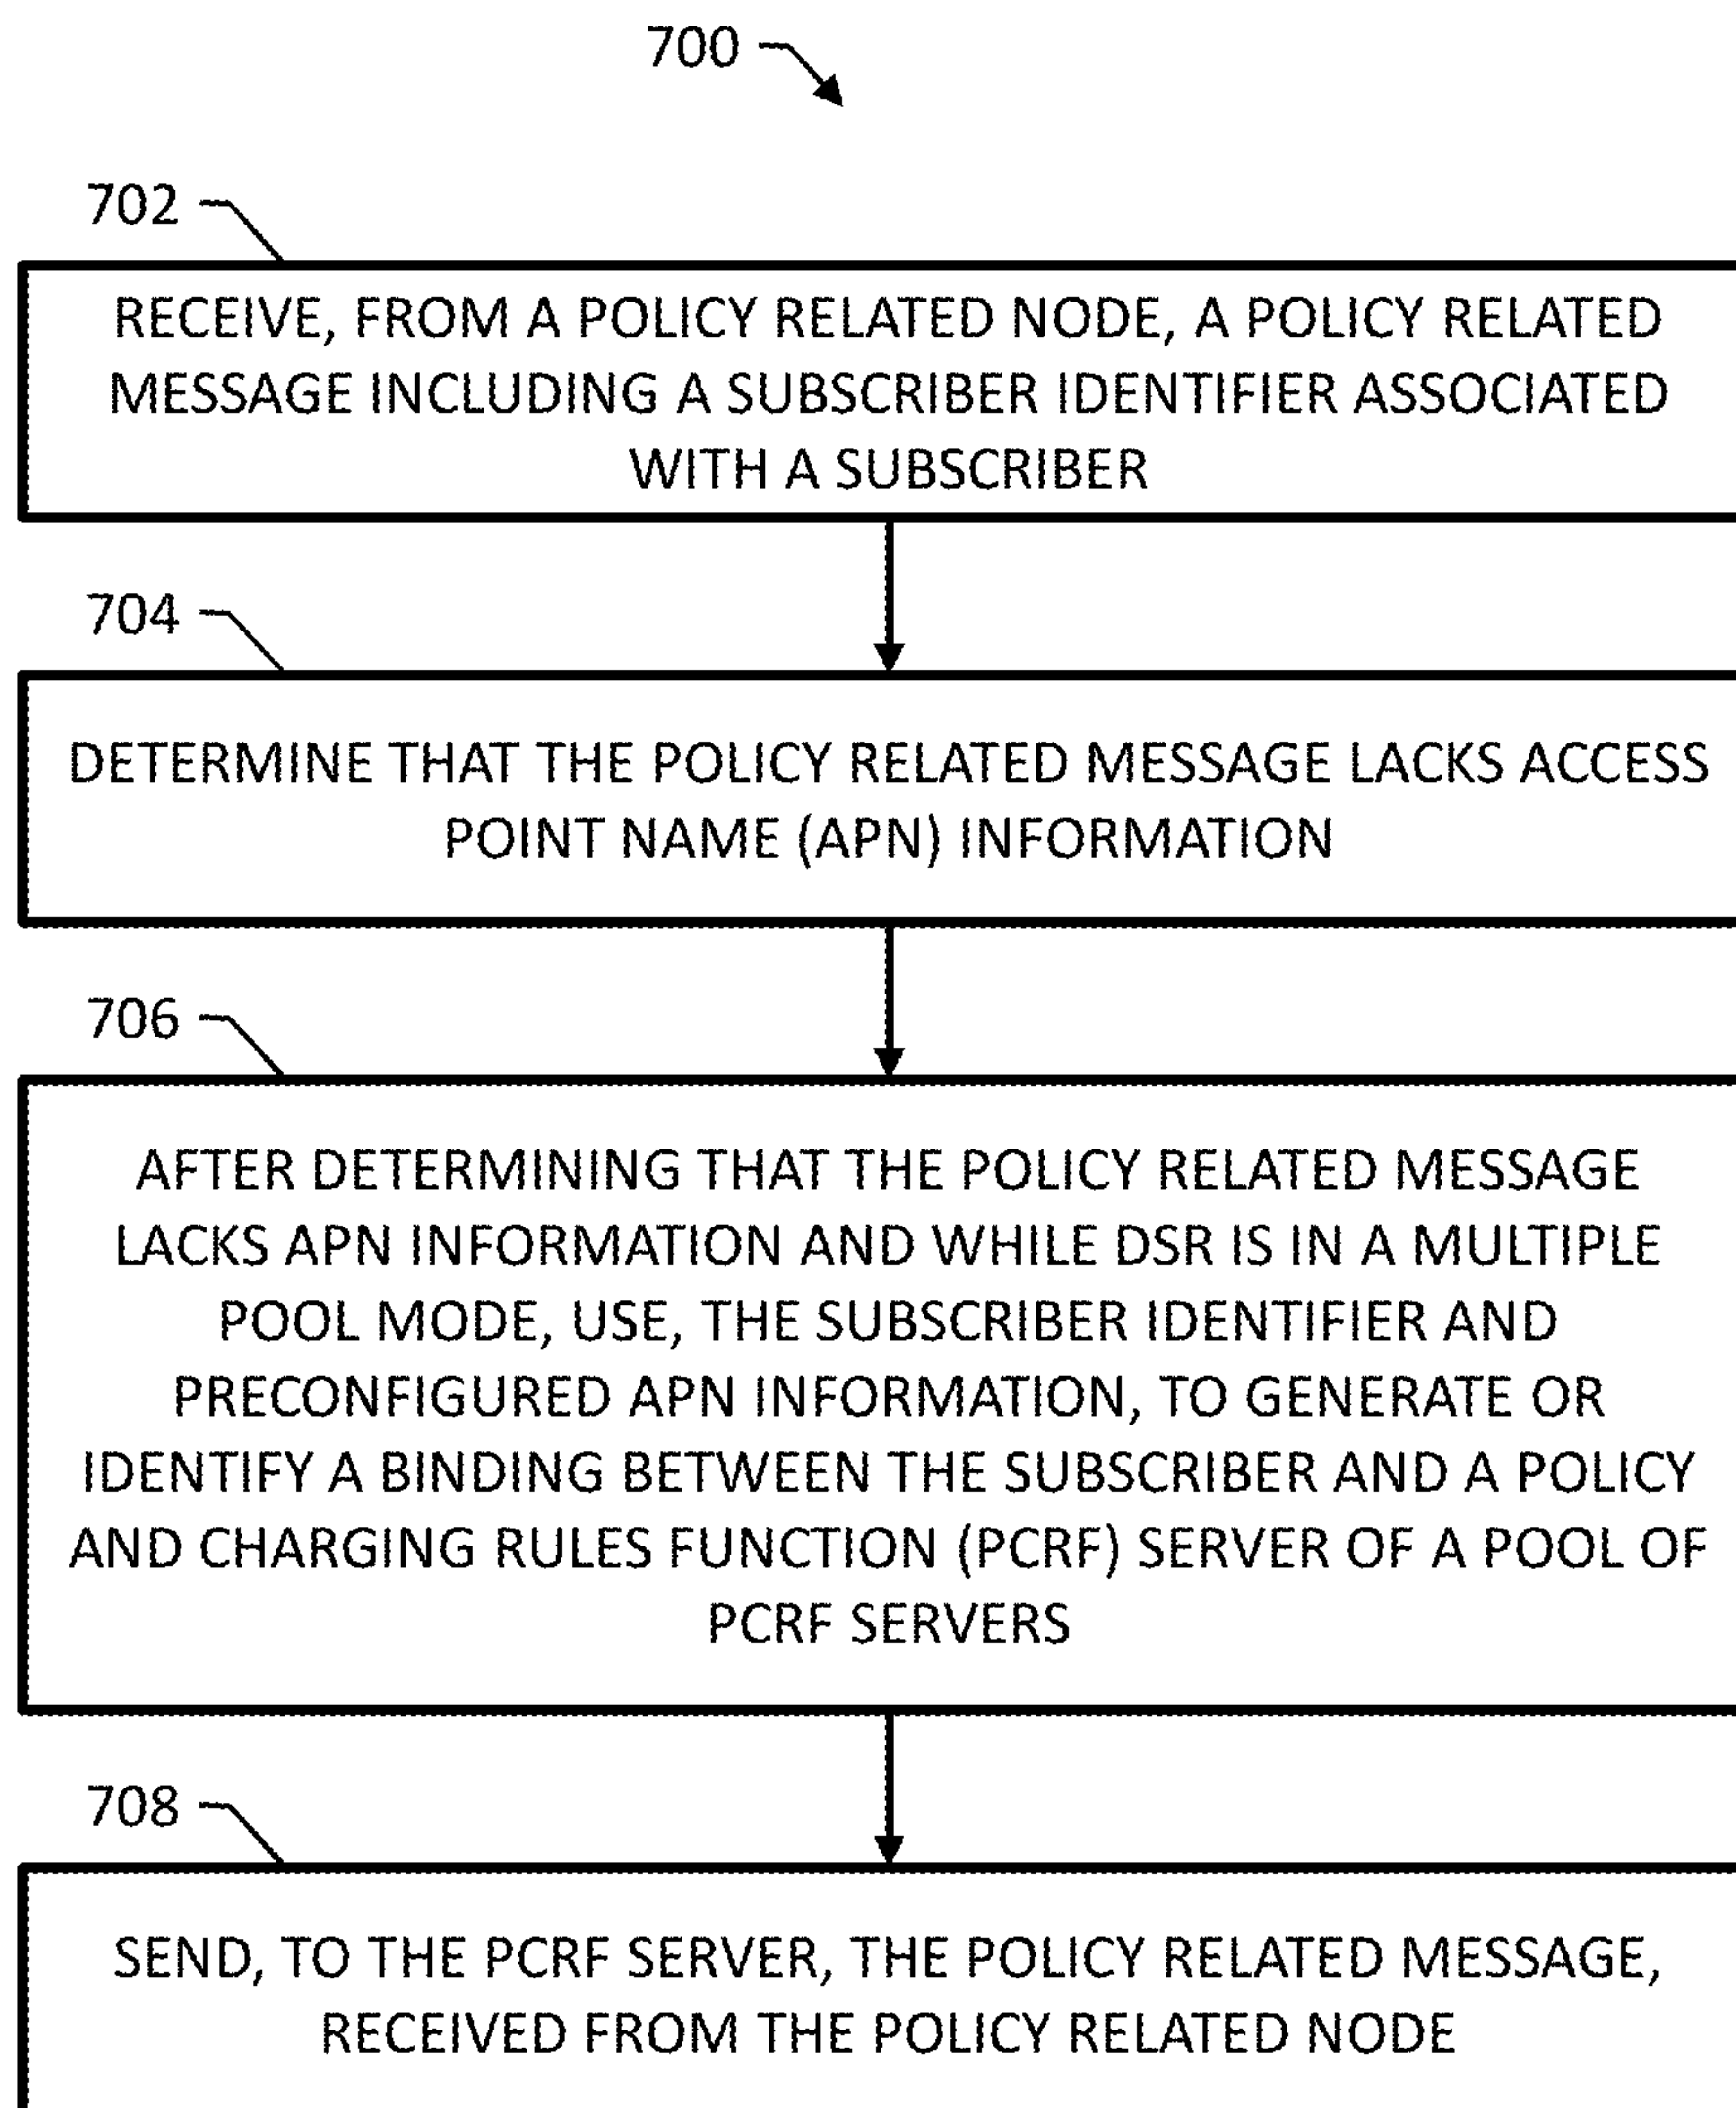 700
702
RECEIVE, FROM A POLICY RELATED NODE, A POLICY RELATED
MESSAGE INCLUDING A SUBSCRIBER IDENTIFIER ASSOCIATED
WITH A SUBSCRIBER
704
DETERMINE THAT THE POLICY RELATED MESSAGE LACKS ACCESS
POINT NAME (APN) INFORMATION
706
AFTER DETERMINING THAT THE POLICY RELATED MESSAGE
LACKS APN INFORMATION AND WHILE DSR IS IN A MULTIPLE
POOL MODE, USE, THE SUBSCRIBER IDENTIFIER AND
PRECONFIGURED APN INFORMATION, TO GENERATE OR
IDENTIFY A BINDING BETWEEN THE SUBSCRIBER AND A POLICY
AND CHARGING RULES FUNCTION (PCRF) SERVER OF A POOL OF
PCRF SERVERS
708
SEND, TO THE PCRF SERVER, THE POLICY RELATED MESSAGE,
RECEIVED FROM THE POLICY RELATED NODE